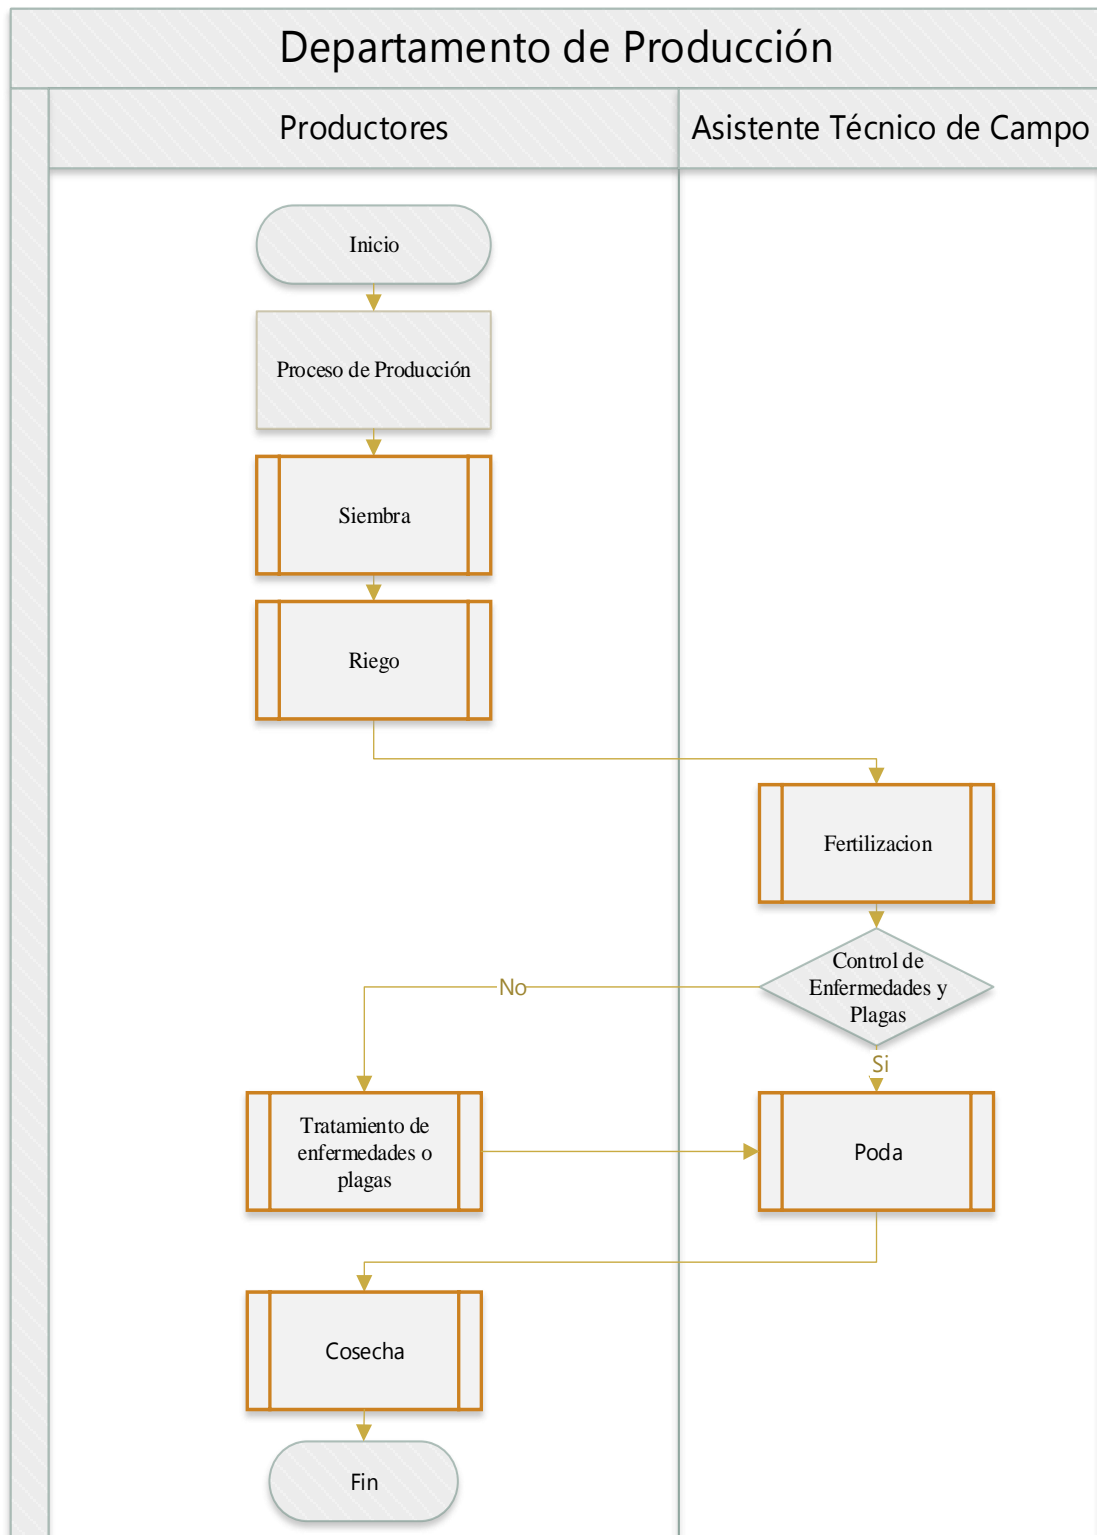 Departamento de Producción
Productores
Asistente Técnico de Campo
Inicio
Proceso de Producción
Siembra
Riego
Fertilizacion
Control de
Enfermedades y
Plagas
No
Si
Tratamiento de
enfermedades o
plagas
Poda
Cosecha
Fin